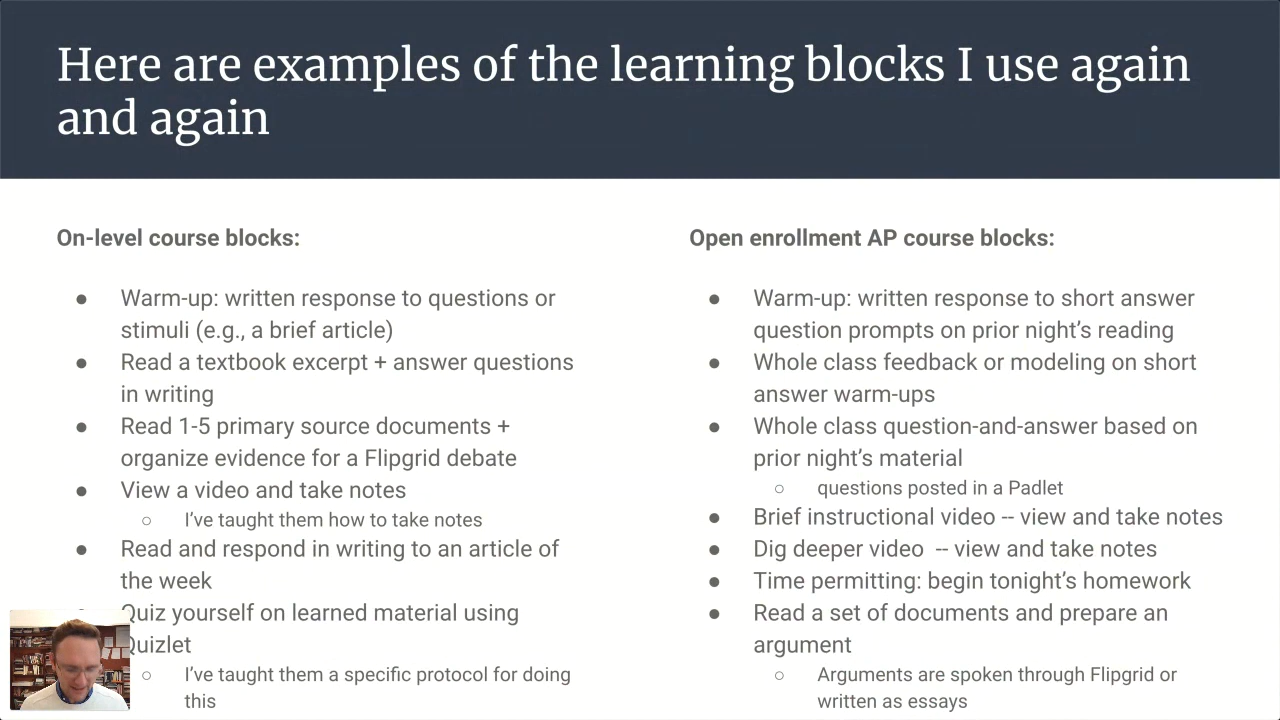 Here are examples of the learning blocks I use again
and again
On-level course blocks:
● Warm-up: written response to questions or
stimuli (e.g., a brief article)
● Read a textbook excerpt + answer questions
in writing
● Read 1-5 primary source documents +
organize evidence for a Flipgrid debate
● View a video and take notes
○ I’ve taught them how to take notes
● Read and respond in writing to an article of
the week
● Quiz yourself on learned material using
Quizlet
○ I’ve taught them a specific protocol for doing
this
Open enrollment AP course blocks:
● Warm-up: written response to short answer
question prompts on prior night’s reading
● Whole class feedback or modeling on short
answer warm-ups
● Whole class question-and-answer based on
prior night’s material
○ questions posted in a Padlet
● Brief instructional video -- view and take notes
● Dig deeper video -- view and take notes
● Time permitting: begin tonight’s homework
● Read a set of documents and prepare an
argument
○ Arguments are spoken through Flipgrid or
written as essays